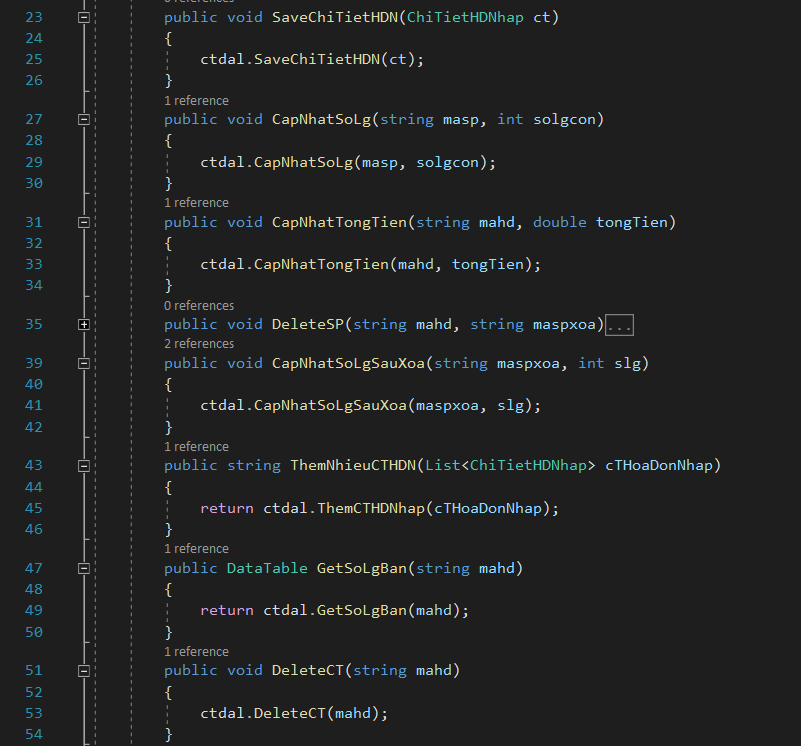 23 public void SaveChiTietHDN(ChiTietHDNhap ct)
24 {
25 ctdal.SaveChiTietHDN(ct);
26 }
1 reference
27 public void CapNhatSoLg(string masp, int solgcon)
28 {
29 ctdal.CapNhatSoLg(masp, solgcon);
30 }
1 reference
31 public void CapNhatTongTien(string mahd, double tongTien)
32 {
33 ctdal.CapNhatTongTien(mahd, tongTien);
34 }
0 references
35 public void DeleteSP(string mahd, string maspxoa)...
2 references
39 public void CapNhatSoLgSauXoa(string maspxoa, int slg)
40 {
41 ctdal.CapNhatSoLgSauXoa(maspxoa, slg);
42 }
1 reference
43 public string ThemNhieuCTHDN(List<ChiTietHDNhap> cTHoaDonNhap)
44 {
45 return ctdal.ThemCTHDNhap(cTHoaDonNhap);
46 }
1 reference
47 public DataTable GetSoLgBan(string mahd)
48 {
49 return ctdal.GetSoLgBan(mahd);
50 }
1 reference
51 public void DeleteCT(string mahd)
52 {
53 ctdal.DeleteCT(mahd);
54 }